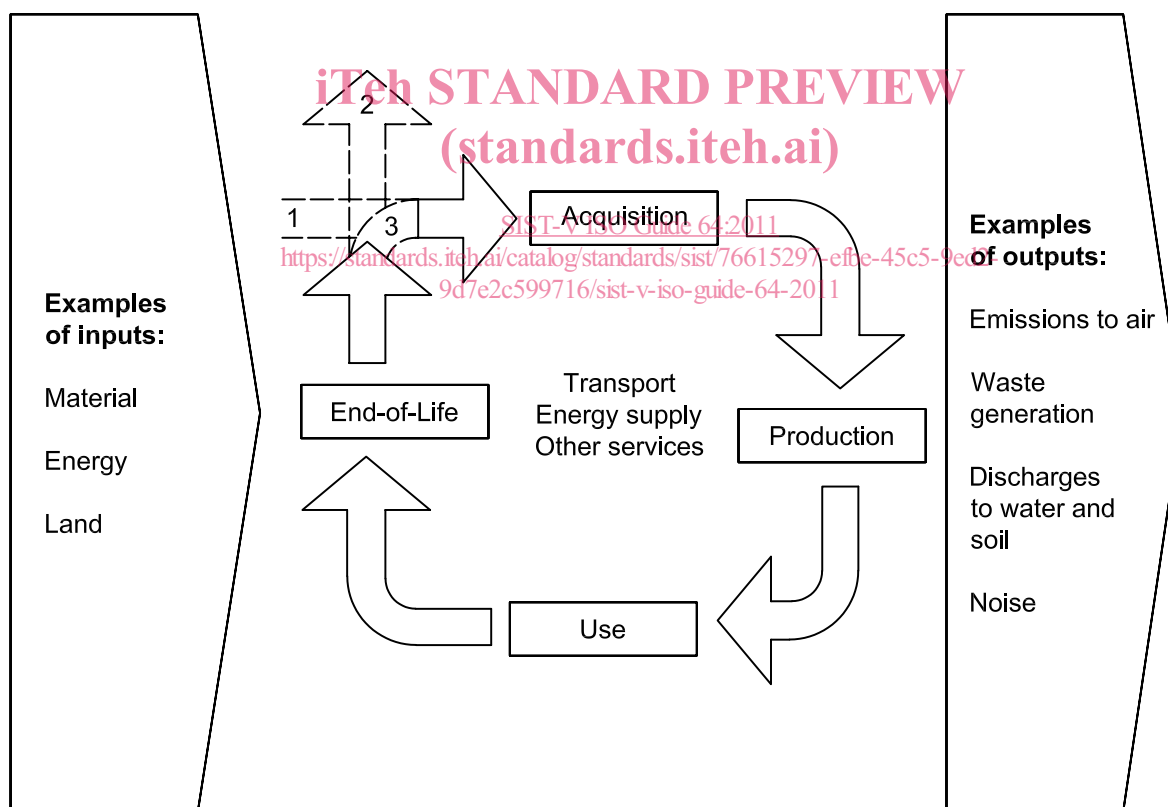 iTeh STANDARD PREVIEW
(standards.iteh.ai)
SIST-V ISO Guide 64:2011
https://standards.iteh.ai/catalog/standards/sist/76615297-efbe-45c5-9ed2-
9d7e2c599716/sist-v-iso-guide-64-2011
Examples
of inputs:
Material
Energy
Land
2
1
3
Acquisition
End-of-Life
Transport
Energy supply
Other services
Production
Use
Examples
of outputs:
Emissions to air
Waste
generation
Discharges
to water and
soil
Noise